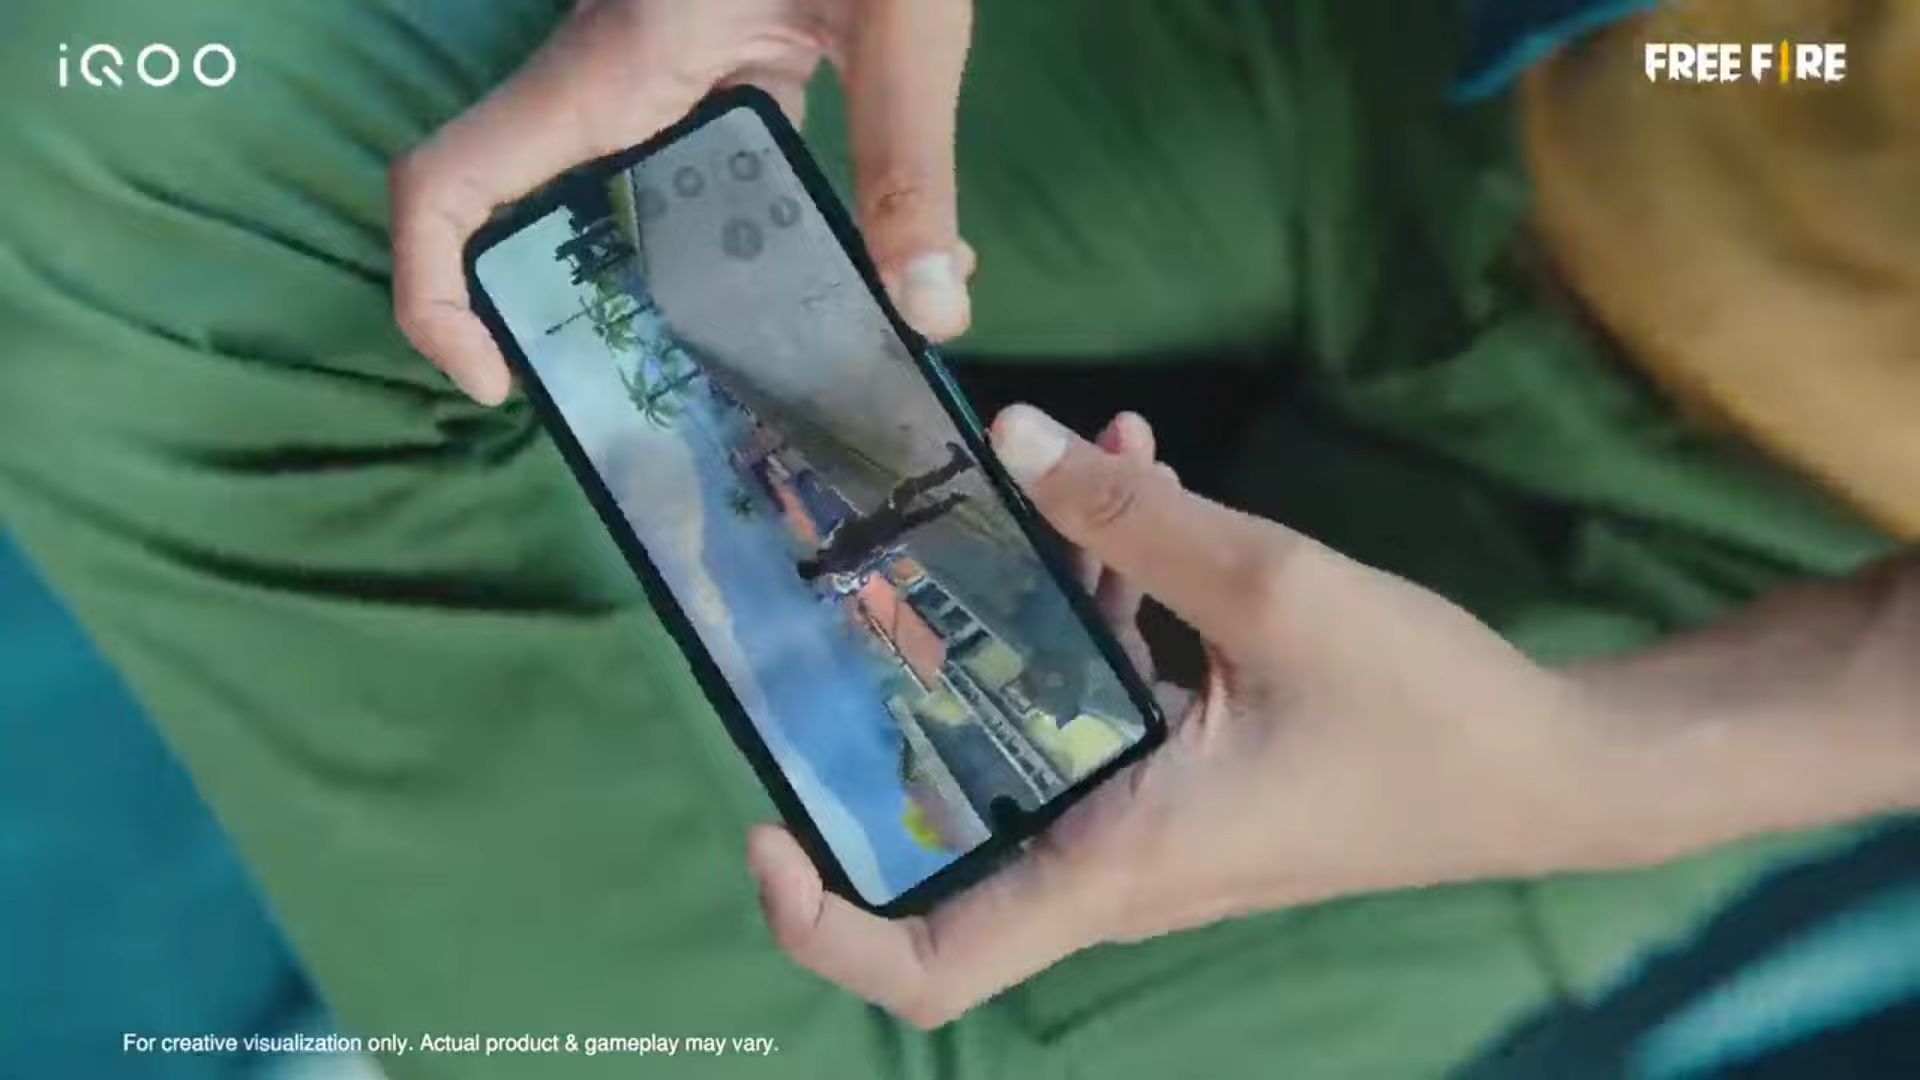 iQOO
FREE FIRE
For creative visualization only. Actual product & gameplay may vary.